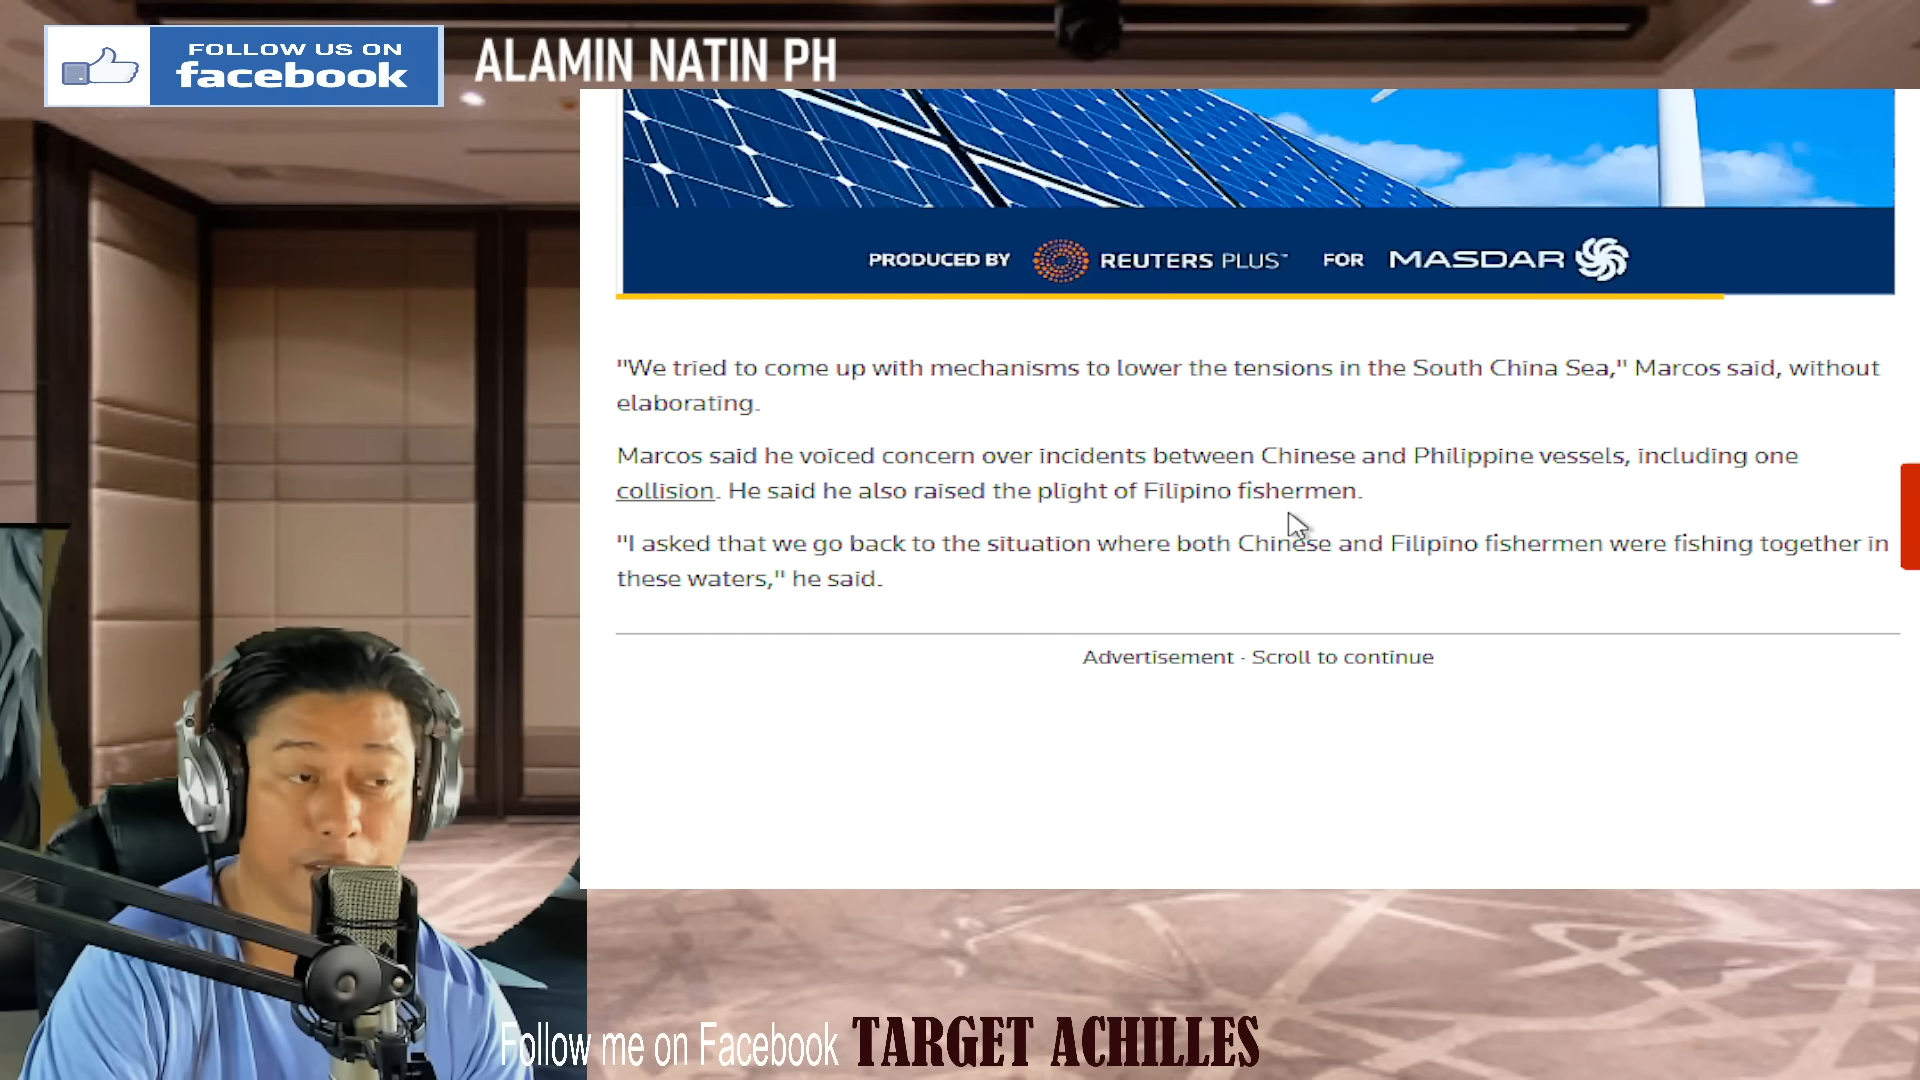 FOLLOW US ON
facebook
ALAMIN NATIN PH
PRODUCED BY REUTERS PLUS™ FOR MASDAR
"We tried to come up with mechanisms to lower the tensions in the South China Sea," Marcos said, without
elaborating.
Marcos said he voiced concern over incidents between Chinese and Philippine vessels, including one
collision. He said he also raised the plight of Filipino fishermen.
"I asked that we go back to the situation where both Chinese and Filipino fishermen were fishing together in
these waters," he said.
Advertisement · Scroll to continue
Follow me on Facebook TARGET ACHILLES